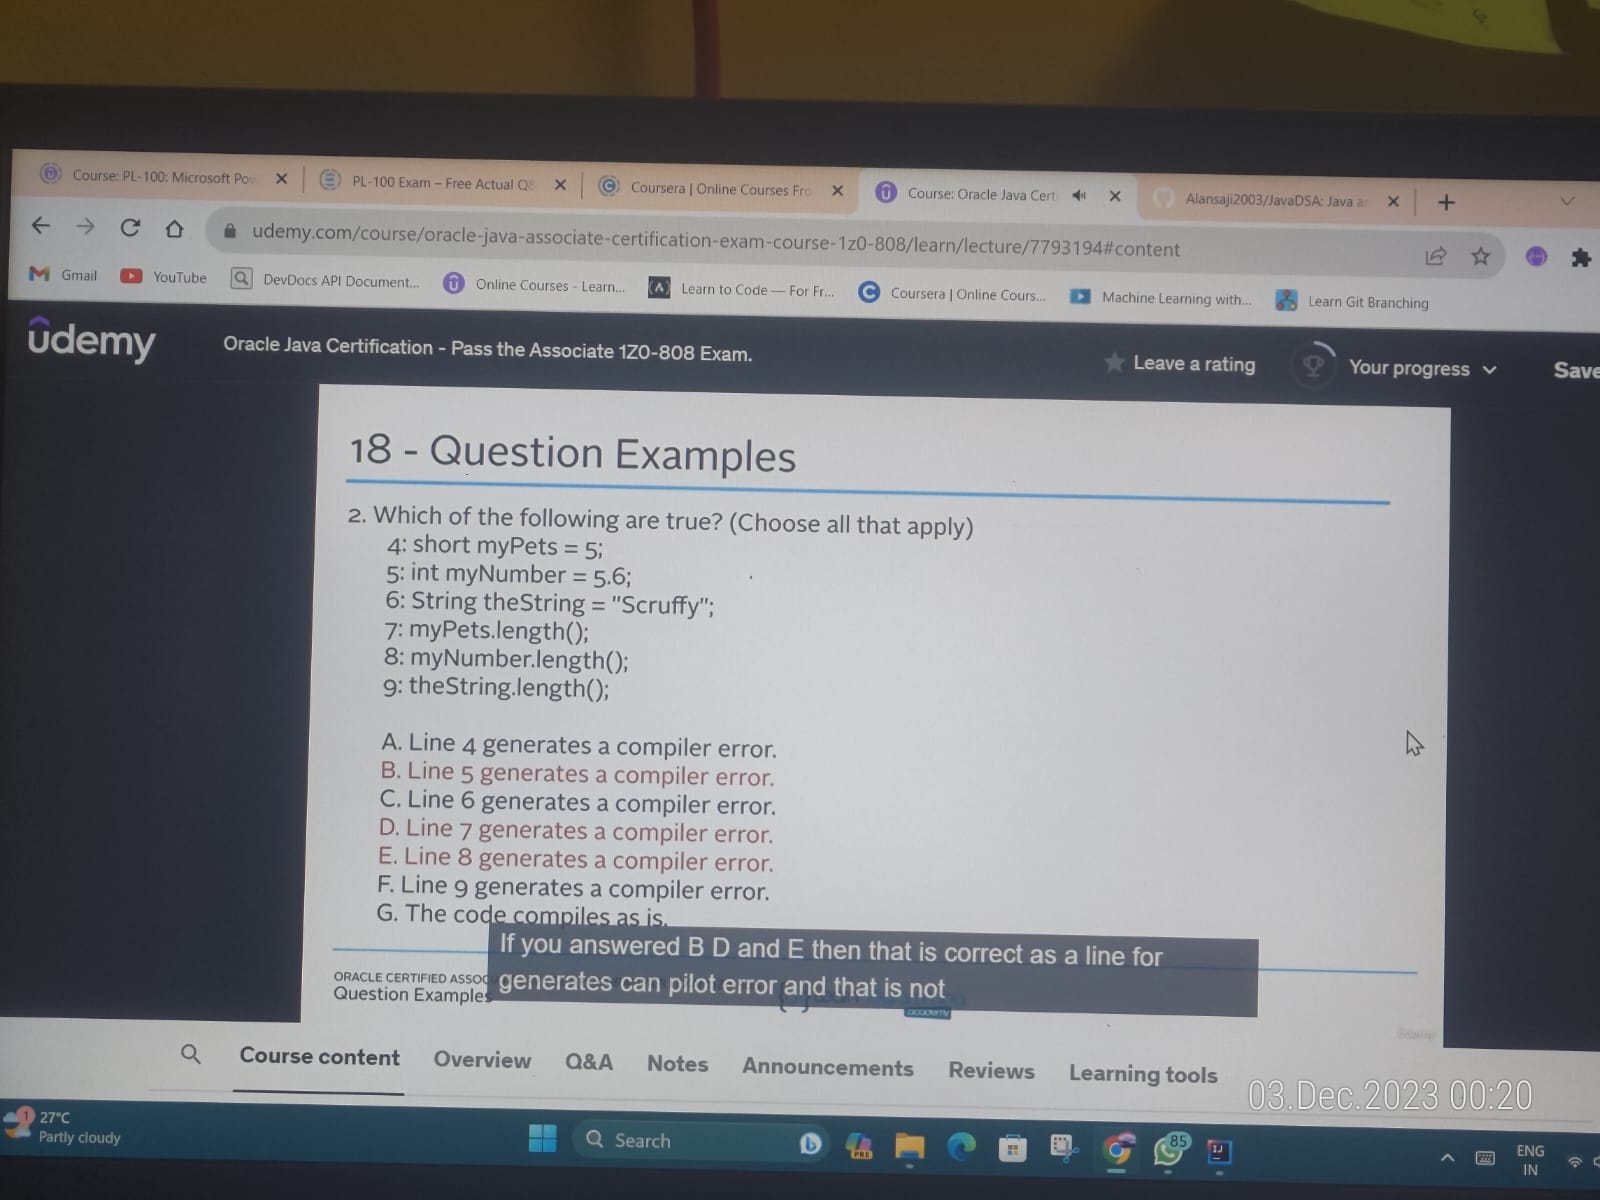 Course: PL-100: Microsoft Pow
PL-100 Exam – Free Actual Q&
Coursera | Online Courses Fro
Course: Oracle Java Cert
Alansaji2003/JavaDSA: Java a
udemy.com/course/oracle-java-associate-certification-exam-course-1z0-808/learn/lecture/7793194#content
Gmail
YouTube
DevDocs API Document...
Online Courses - Learn...
Learn to Code — For Fr...
Coursera | Online Cours...
Machine Learning with...
Learn Git Branching
udemy
Oracle Java Certification - Pass the Associate 1Z0-808 Exam.
Leave a rating
Your progress
Save
18 - Question Examples
2. Which of the following are true? (Choose all that apply)
4: short myPets = 5;
5: int myNumber = 5.6;
6: String theString = "Scruffy";
7: myPets.length();
8: myNumber.length();
9: theString.length();
A. Line 4 generates a compiler error.
B. Line 5 generates a compiler error.
C. Line 6 generates a compiler error.
D. Line 7 generates a compiler error.
E. Line 8 generates a compiler error.
F. Line 9 generates a compiler error.
G. The code compiles as is.
If you answered B D and E then that is correct as a line for
generates can pilot error and that is not
ORACLE CERTIFIED ASSOC
Question Examples
academy
Udemy
Course content
Overview
Q&A
Notes
Announcements
Reviews
Learning tools
03.Dec.2023 00:20
1
27°C
Partly cloudy
Search
PRE
85
IJ
ENG
IN